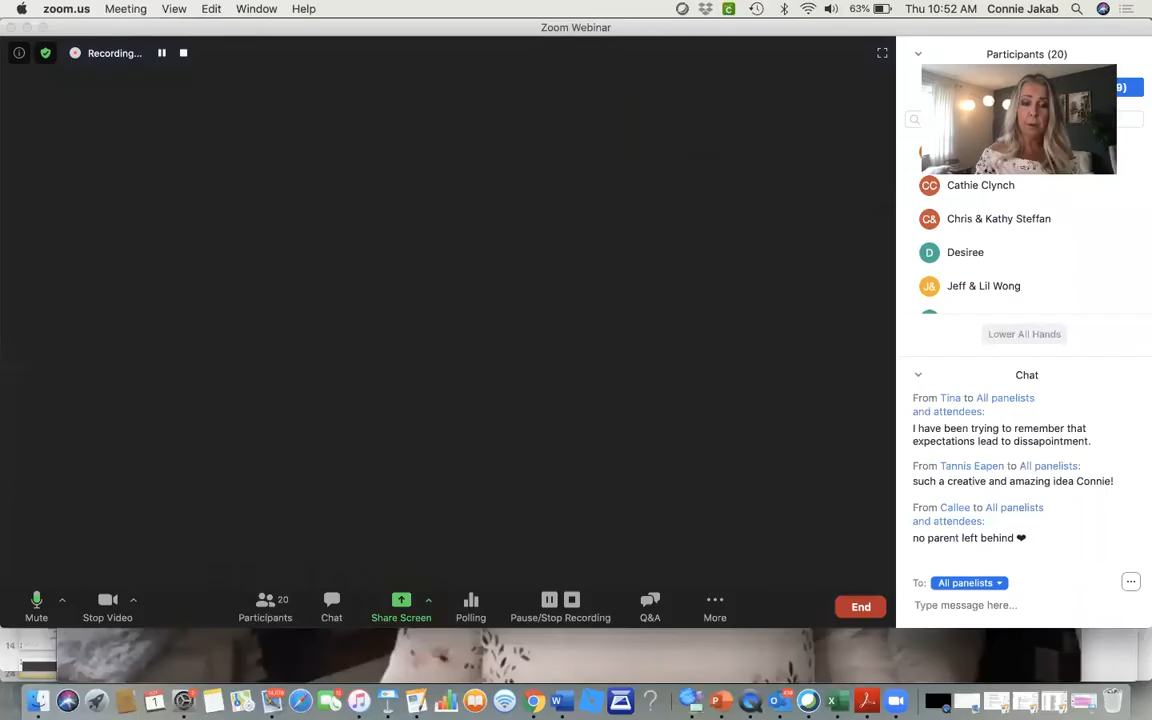 zoom.us Meeting View Edit Window Help 63% Thu 10:52 AM Connie Jakab
Zoom Webinar
Recording...
Participants (20)
CC Cathie Clynch
C& Chris & Kathy Steffan
D Desiree
J& Jeff & Lil Wong
Lower All Hands
Chat
From Tina to All panelists
and attendees:
I have been trying to remember that
expectations lead to dissapointment.
From Tannis Eapen to All panelists:
such a creative and amazing idea Connie!
From Callee to All panelists
and attendees:
no parent left behind ❤
To: All panelists
Type message here...
20
Mute Stop Video Participants Chat Share Screen Polling Pause/Stop Recording Q&A More End
14